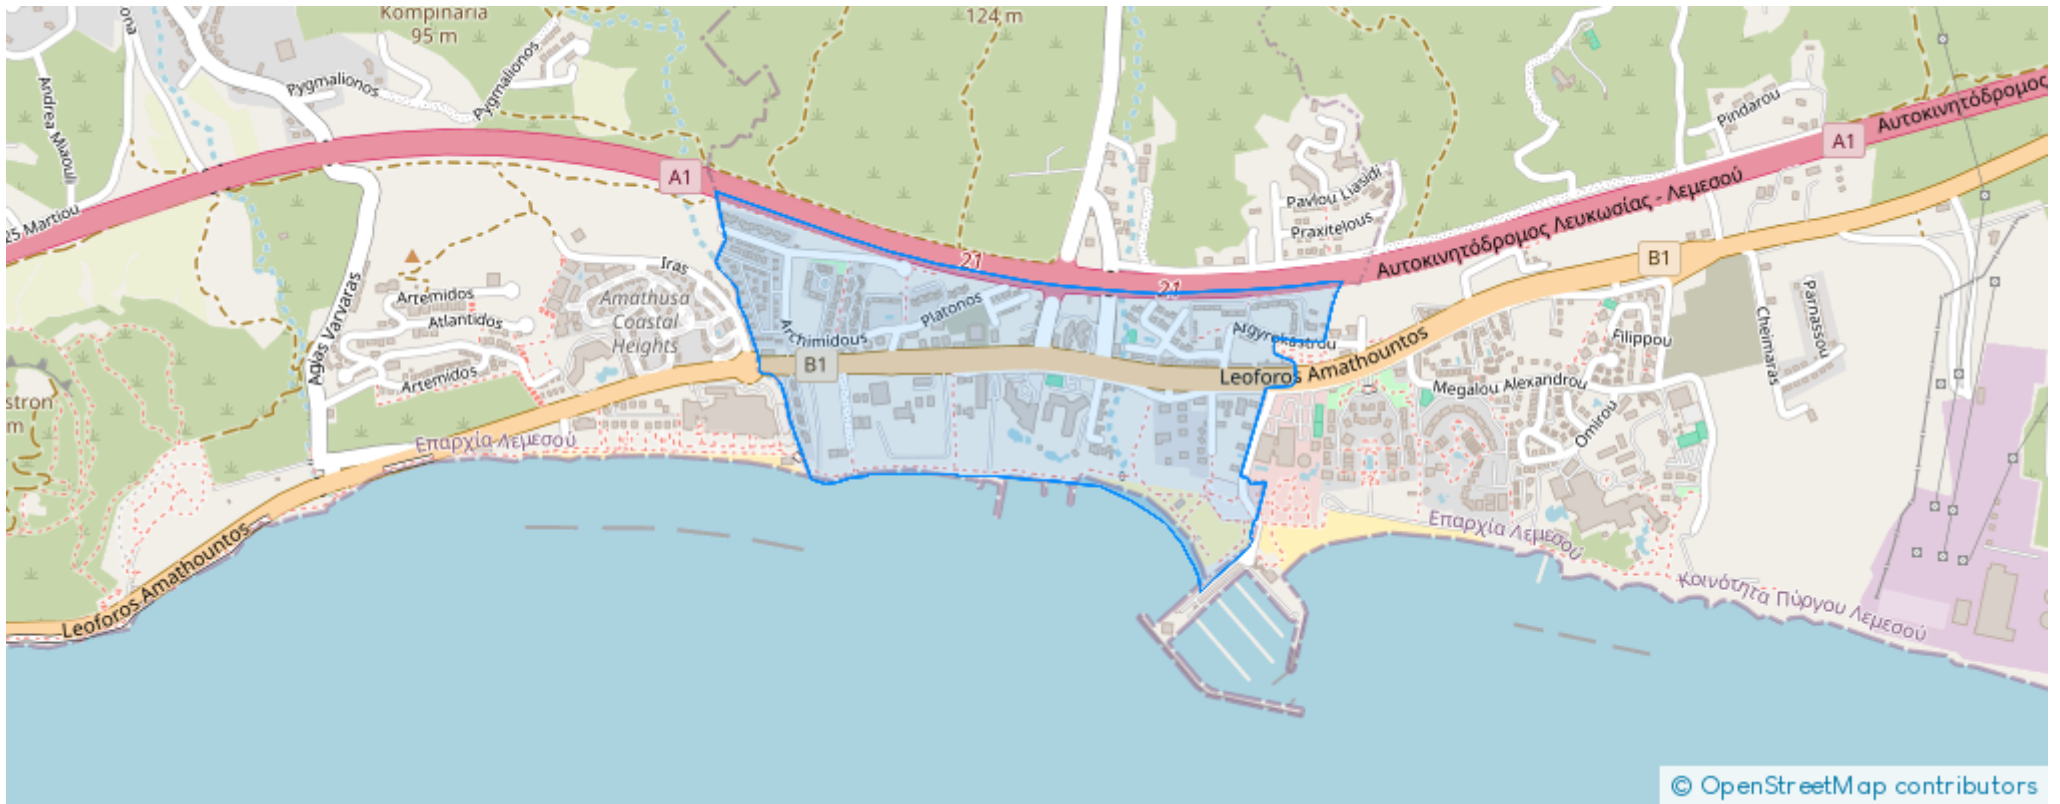 Kompinaria
95 m
124 m
ona
Pygmalionos
Pygmalionos
Andrea Miaouli
25 Martiou
A1
Pindarou
A1
Αυτοκινητόδρομος
Pavlou Liasidi
Praxitelous
Αυτοκινητόδρομος Λευκωσίας - Λεμεσού
B1
21
21
Iras
Amathusa
Coastal
Heights
Artemidos
Atlantidos
Artemidos
Agias Varvaras
Archimidous
Platonos
Argyrokastrou
B1
Leoforos Amathountos
Filippou
Megalou Alexandrou
Omirou
Cheimaras
Parnassou
stron
m
Επαρχία Λεμεσού
Επαρχία Λεμεσού
Κοινότητα Πύργου Λεμεσού
Leoforos Amathountos
© OpenStreetMap contributors